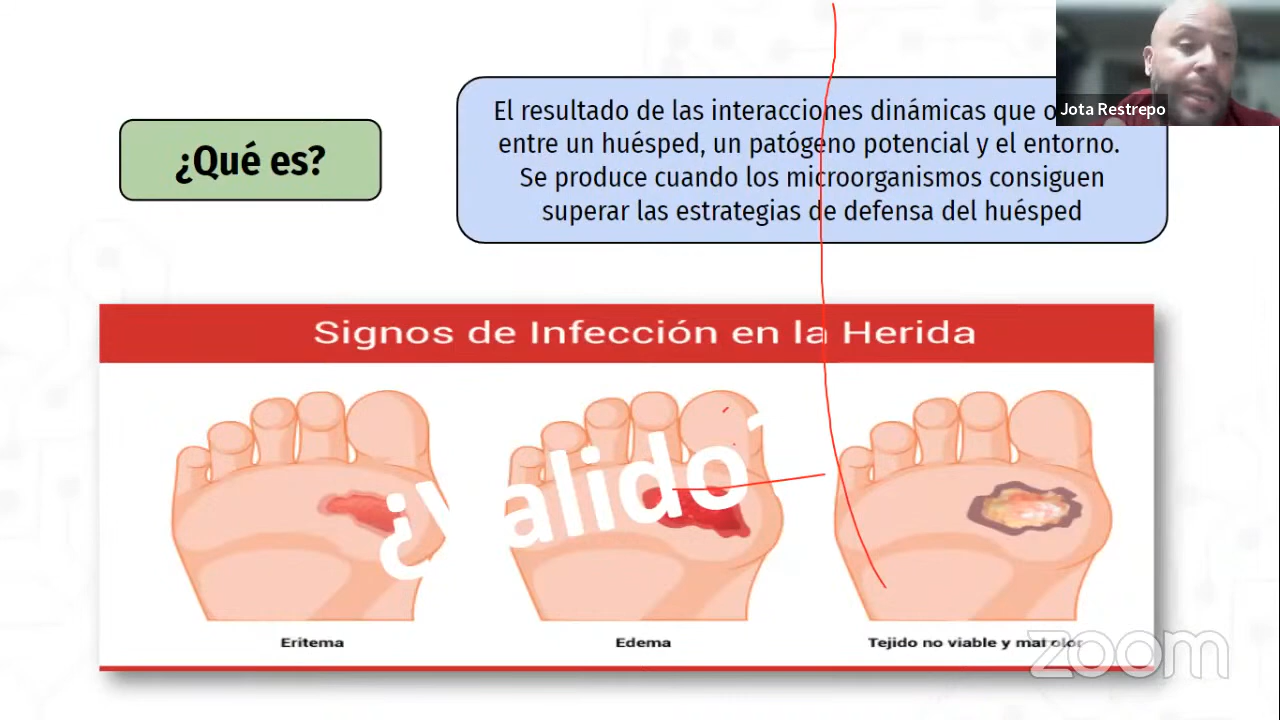 ¿Qué es?
El resultado de las interacciones dinámicas que
entre un huésped, un patógeno potencial y el entorno.
Se produce cuando los microorganismos consiguen
superar las estrategias de defensa del huésped
Jota Restrepo
Signos de Infección en la Herida
¿Valido?
Eritema
Edema
Tejido no viable y mal olor
zoom